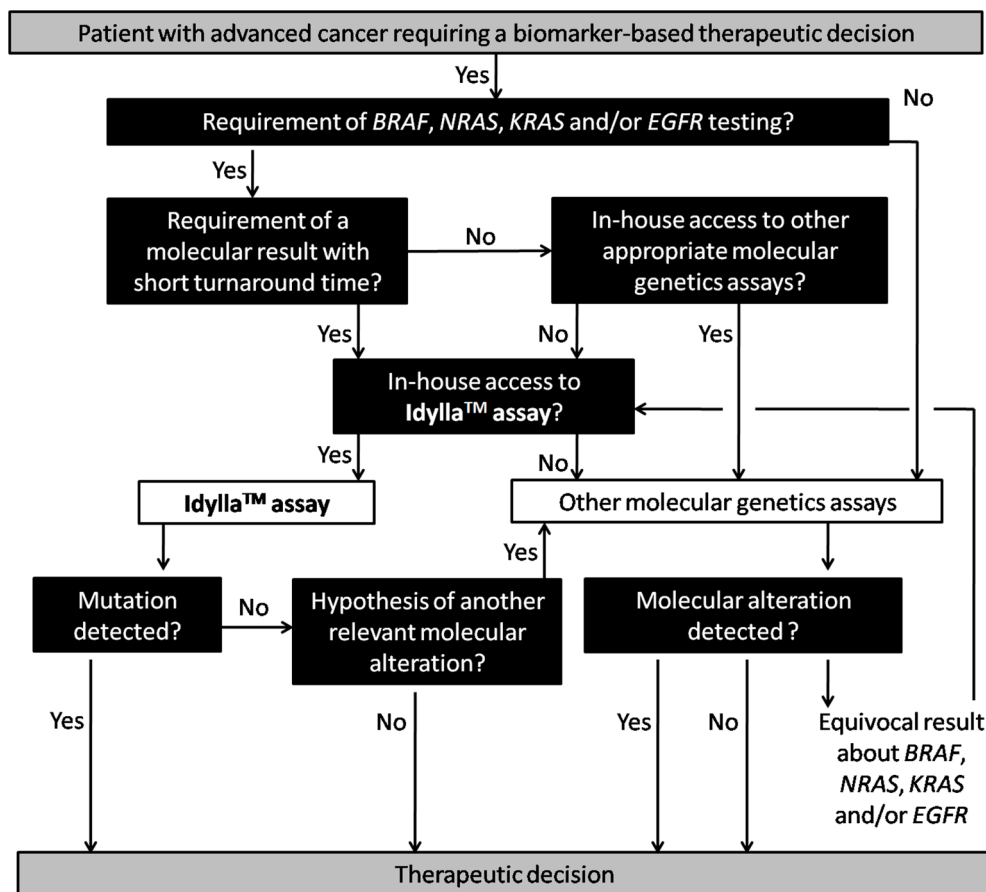 Patient with advanced cancer requiring a biomarker-based therapeutic decision
Yes
No
Requirement of BRAF, NRAS, KRAS and/or EGFR testing?
Yes
Requirement of a
molecular result with
short turnaround time?
No
In-house access to other
appropriate molecular
genetics assays?
Yes
No
Yes
In-house access to
Idylla™ assay?
Yes
No
Idylla™ assay
Other molecular genetics assays
Yes
Mutation
detected?
No
Hypothesis of another
relevant molecular
alteration?
Molecular alteration
detected ?
Yes
No
Yes
No
Equivocal result
about BRAF,
NRAS, KRAS
and/or EGFR
Therapeutic decision